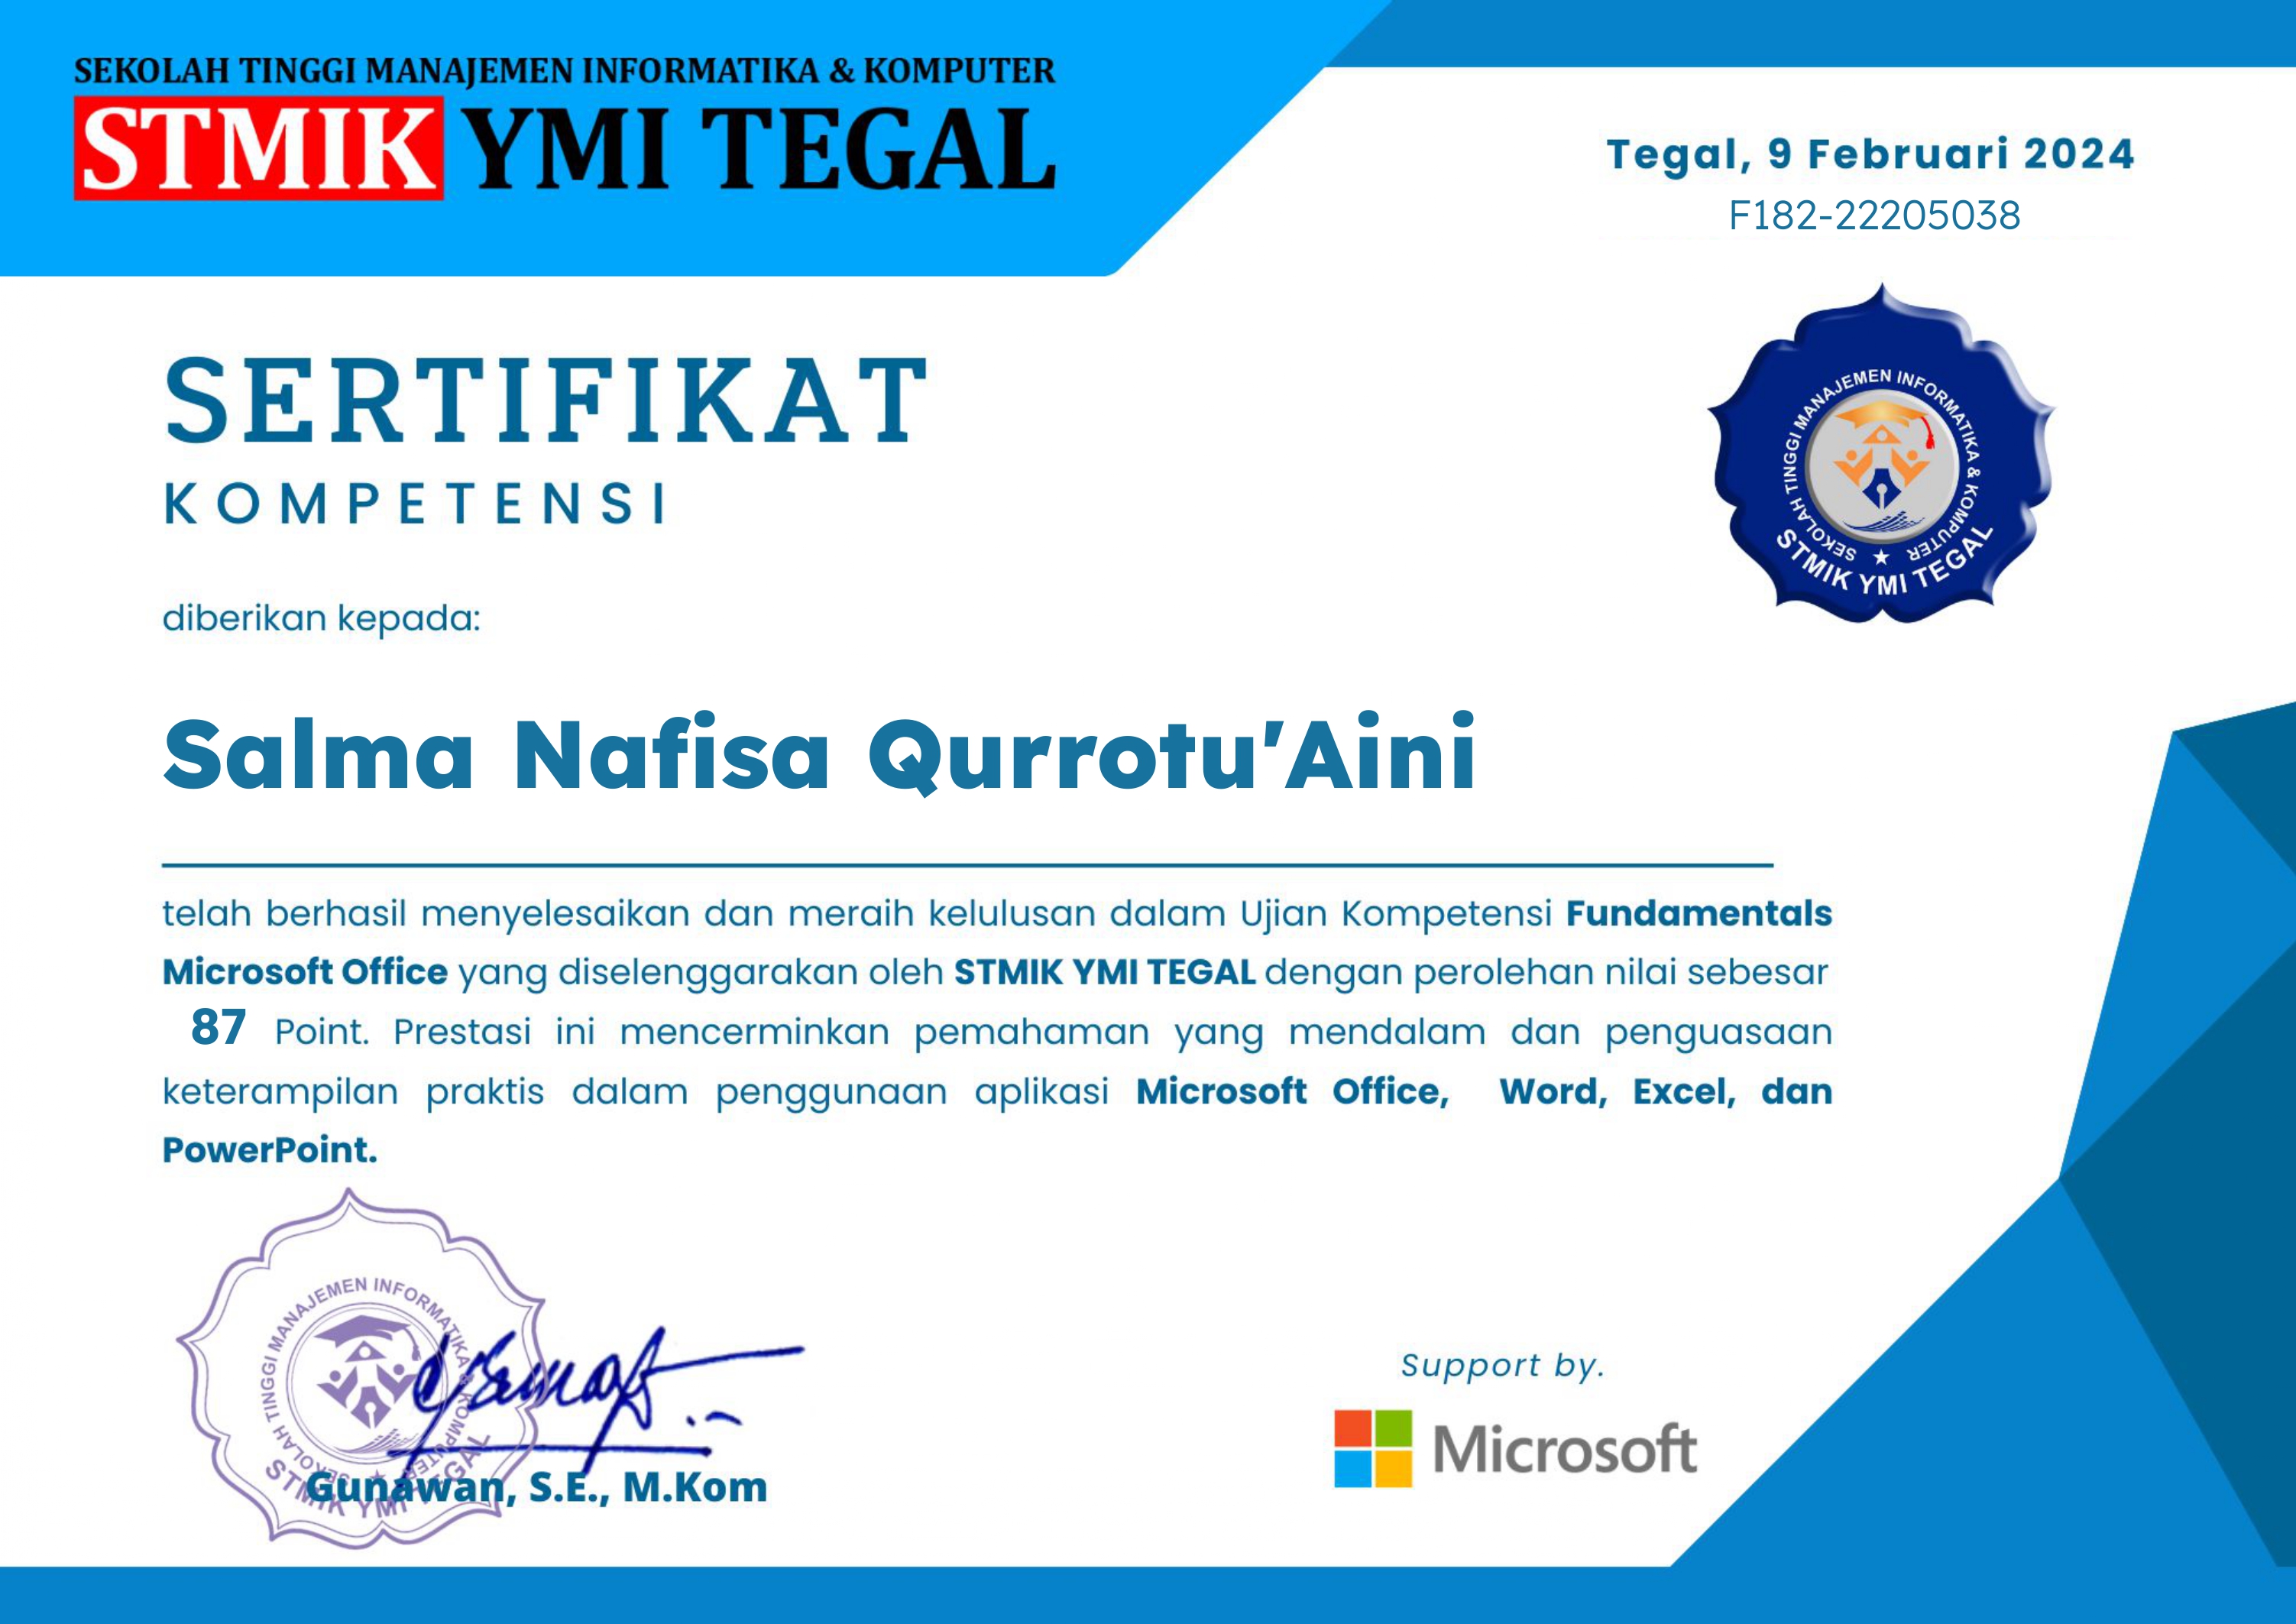 SEKOLAH TINGGI MANAJEMEN INFORMATIKA & KOMPUTER
STMIK YMI TEGAL
Tegal, 9 Februari 2024
F182-22205038
SEKOLAH TINGGI MANAJEMEN INFORMATIKA & KOMPUTER
STMIK YMI TEGAL
SERTIFIKAT
KOMPETENSI
diberikan kepada:
Salma Nafisa Qurrotu'Aini
telah berhasil menyelesaikan dan meraih kelulusan dalam Ujian Kompetensi Fundamentals
Microsoft Office yang diselenggarakan oleh STMIK YMI TEGAL dengan perolehan nilai sebesar
87 Point. Prestasi ini mencerminkan pemahaman yang mendalam dan penguasaan
keterampilan praktis dalam penggunaan aplikasi Microsoft Office, Word, Excel, dan
PowerPoint.
SEKOLAH TINGGI MANAJEMEN INFORMATIKA & KOMPUTER
STMIK YMI TEGAL
Gunawan, S.E., M.Kom
Support by.
Microsoft